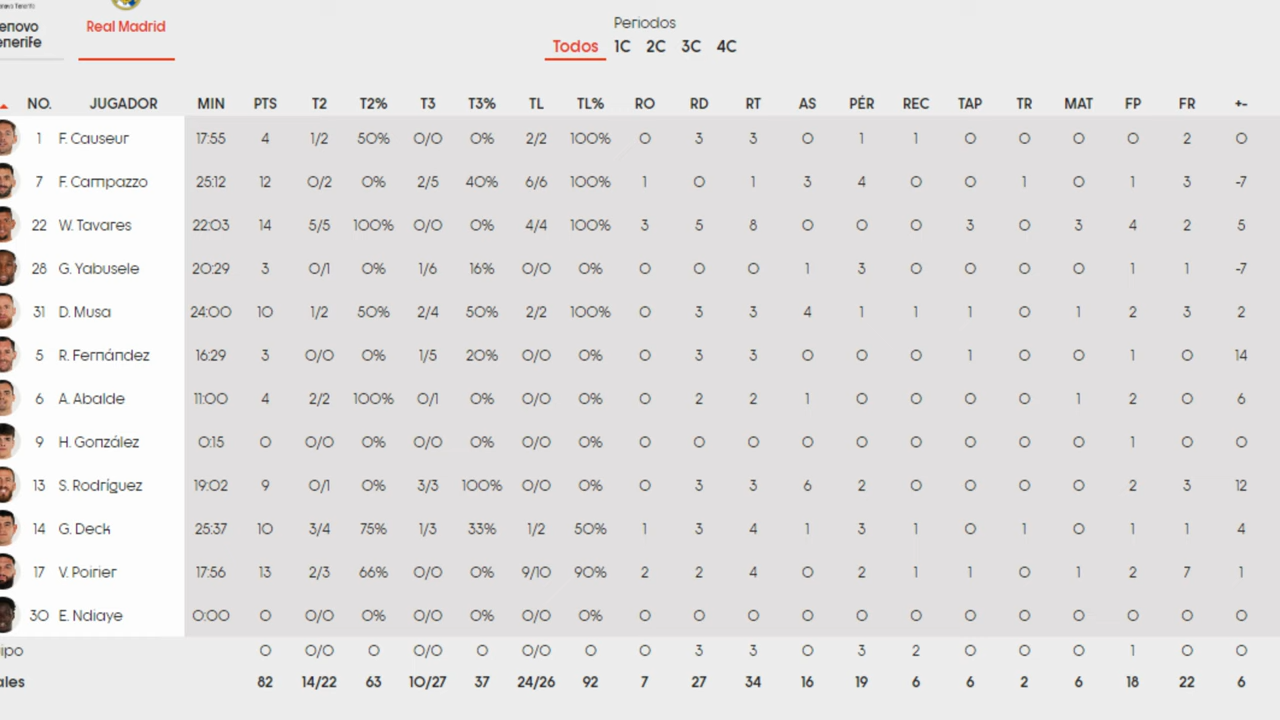 Periodos
enovo
enerife
Real Madrid
Todos 1C 2C 3C 4C
NO. JUGADOR MIN PTS T2 T2% T3 T3% TL TL% RO RD RT AS PÉR REC TAP TR MAT FP FR +-
1 F. Causeur 17:55 4 1/2 50% 0/0 0% 2/2 100% 0 3 3 0 1 1 0 0 0 0 2 0
7 F. Campazzo 25:12 12 0/2 0% 2/5 40% 6/6 100% 1 0 1 3 4 0 0 1 0 1 3 -7
22 W. Tavares 22:03 14 5/5 100% 0/0 0% 4/4 100% 3 5 8 0 0 0 3 0 3 4 2 5
28 G. Yabusele 20:29 3 0/1 0% 1/6 16% 0/0 0% 0 0 0 1 3 0 0 0 0 1 1 -7
31 D. Musa 24:00 10 1/2 50% 2/4 50% 2/2 100% 0 3 3 4 1 1 1 0 1 2 3 2
5 R. Fernández 16:29 3 0/0 0% 1/5 20% 0/0 0% 0 3 3 0 0 0 1 0 0 1 0 14
6 A. Abalde 11:00 4 2/2 100% 0/1 0% 0/0 0% 0 2 2 1 0 0 0 0 1 2 0 6
9 H. González 0:15 0 0/0 0% 0/0 0% 0/0 0% 0 0 0 0 0 0 0 0 0 1 0 0
13 S. Rodríguez 19:02 9 0/1 0% 3/3 100% 0/0 0% 0 3 3 6 2 0 0 0 0 2 3 12
14 G. Deck 25:37 10 3/4 75% 1/3 33% 1/2 50% 1 3 4 1 3 1 0 1 0 1 1 4
17 V. Poirier 17:56 13 2/3 66% 0/0 0% 9/10 90% 2 2 4 0 2 1 1 0 1 2 7 1
30 E. Ndiaye 0:00 0 0/0 0% 0/0 0% 0/0 0% 0 0 0 0 0 0 0 0 0 0 0 0
ipo 0 0/0 0 0/0 0 0/0 0 0 3 3 0 3 2 0 0 0 1 0 0
ales 82 14/22 63 10/27 37 24/26 92 7 27 34 16 19 6 6 2 6 18 22 6